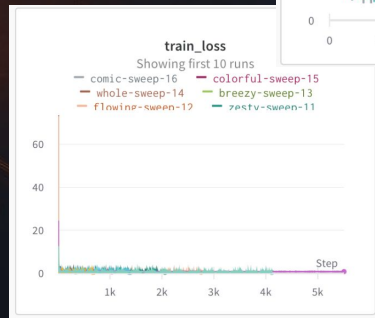 0
0
train_loss
Showing first 10 runs
comic-sweep-16 colorful-sweep-15
whole-sweep-14 breezy-sweep-13
flowing-sweep-12 zesty-sweep-11
60
40
20
0
Step
1k 2k 3k 4k 5k